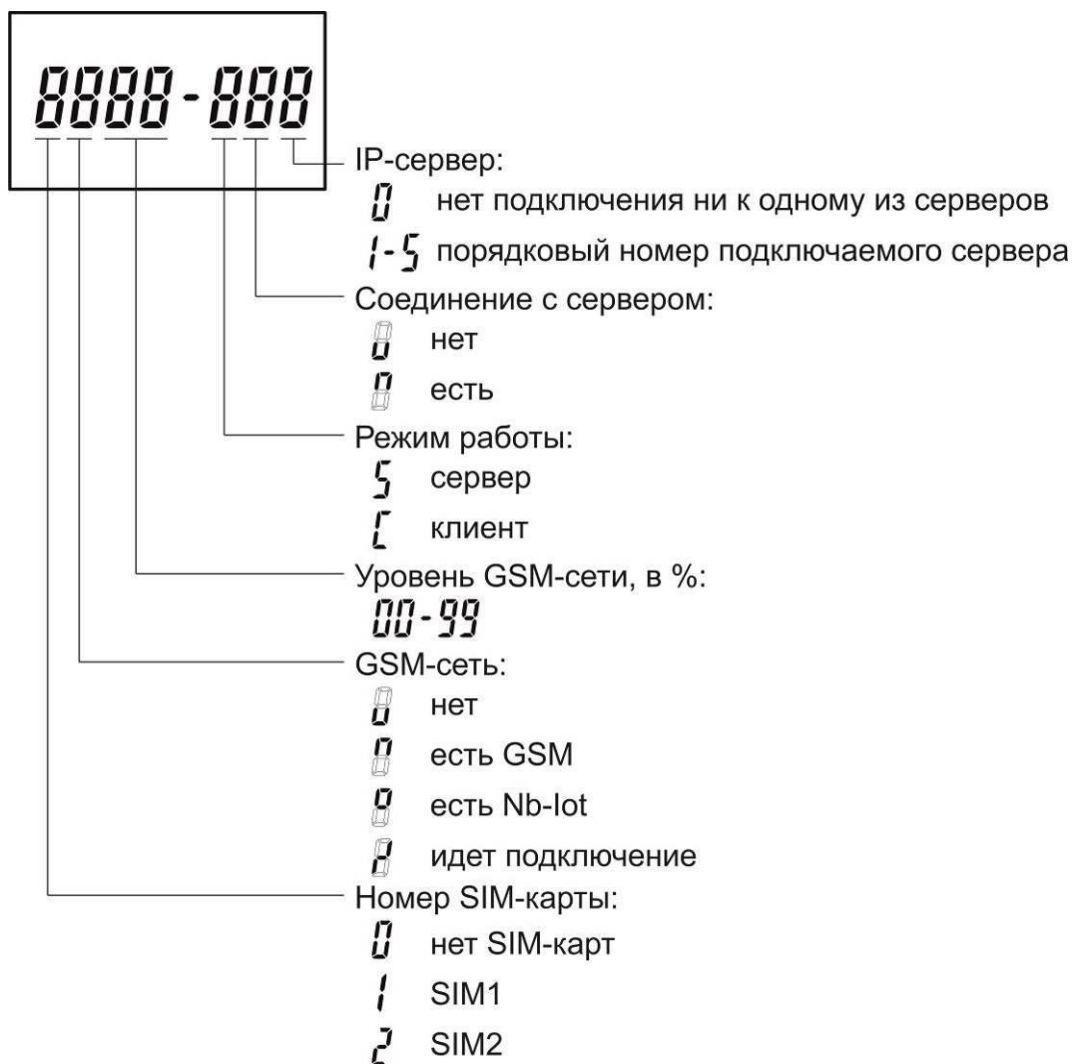 8888-888
IP-сервер:
0 нет подключения ни к одному из серверов
1-5 порядковый номер подключаемого сервера
Соединение с сервером:
нет
есть
Режим работы:
5 сервер
[ клиент
Уровень GSM-сети, в %:
00-99
GSM-сеть:
нет
есть GSM
есть Nb-Iot
идет подключение
Номер SIM-карты:
0 нет SIM-карт
1 SIM1
2 SIM2